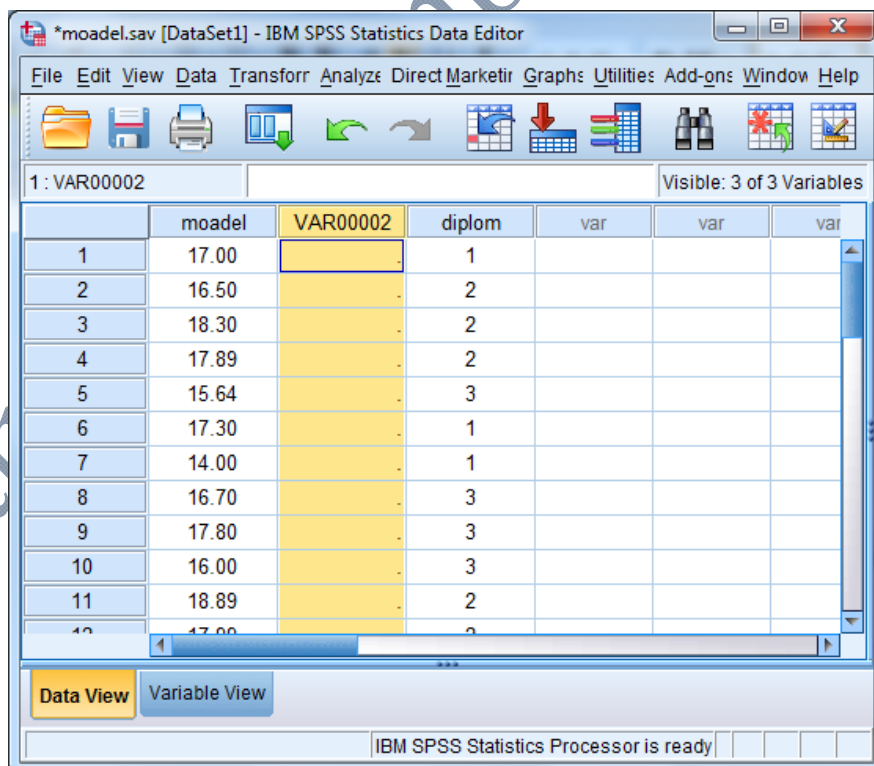 *moadel.sav [DataSet1] - IBM SPSS Statistics Data Editor
File Edit View Data Transforr Analyze Direct Marketir Graphs Utilities Add-ons Window Help
1 : VAR00002 Visible: 3 of 3 Variables
moadel VAR00002 diplom var var var
1 17.00 . 1
2 16.50 . 2
3 18.30 . 2
4 17.89 . 2
5 15.64 . 3
6 17.30 . 1
7 14.00 . 1
8 16.70 . 3
9 17.80 . 3
10 16.00 . 3
11 18.89 . 2
Data View Variable View
IBM SPSS Statistics Processor is ready